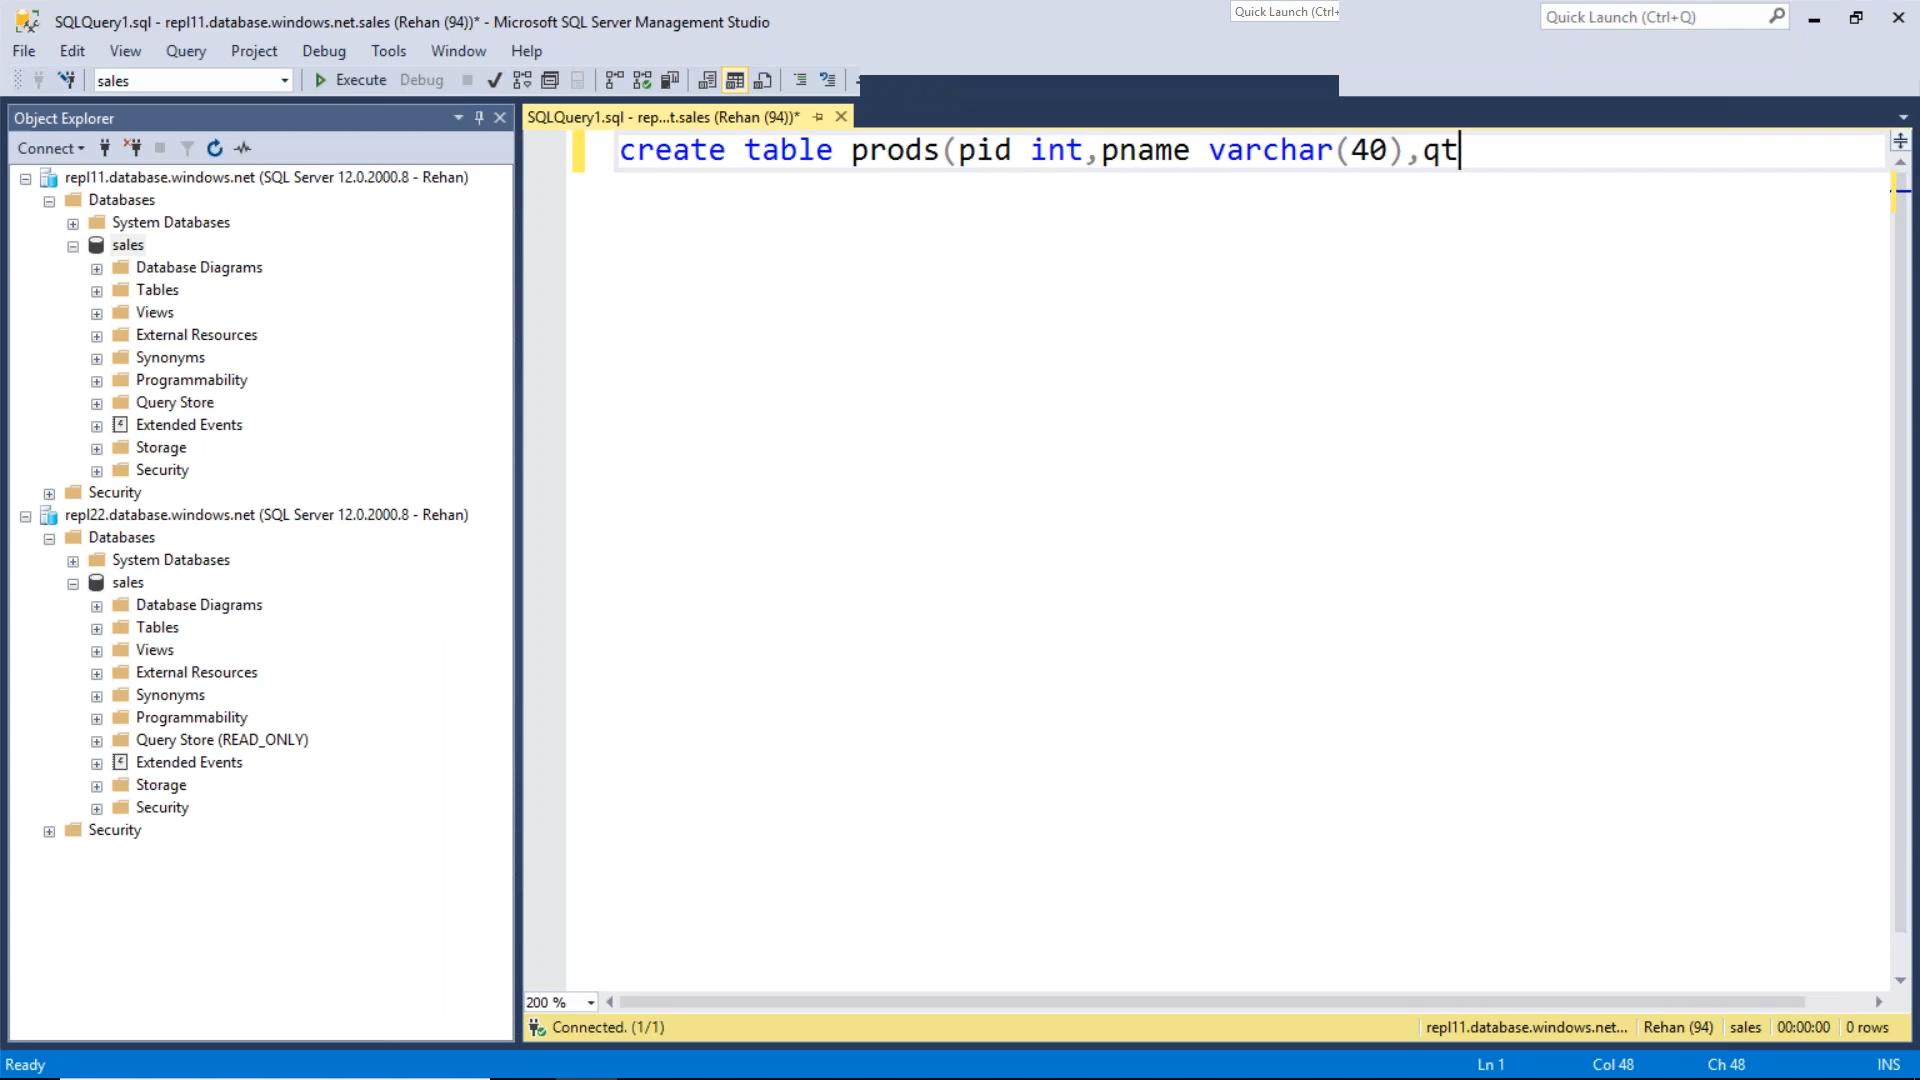 SQLQuery1.sql - repl11.database.windows.net.sales (Rehan (94))* - Microsoft SQL Server Management Studio
Quick Launch (Ctrl+
Quick Launch (Ctrl+Q)
File Edit View Query Project Debug Tools Window Help
sales Execute Debug
Object Explorer
SQLQuery1.sql - rep...t.sales (Rehan (94))*
Connect
create table prods(pid int,pname varchar(40),qt
repl11.database.windows.net (SQL Server 12.0.2000.8 - Rehan)
Databases
System Databases
sales
Database Diagrams
Tables
Views
External Resources
Synonyms
Programmability
Query Store
Extended Events
Storage
Security
Security
repl22.database.windows.net (SQL Server 12.0.2000.8 - Rehan)
Databases
System Databases
sales
Database Diagrams
Tables
Views
External Resources
Synonyms
Programmability
Query Store (READ_ONLY)
Extended Events
Storage
Security
Security
200 %
Connected. (1/1) repl11.database.windows.net... Rehan (94) sales 00:00:00 0 rows
Ready Ln 1 Col 48 Ch 48 INS